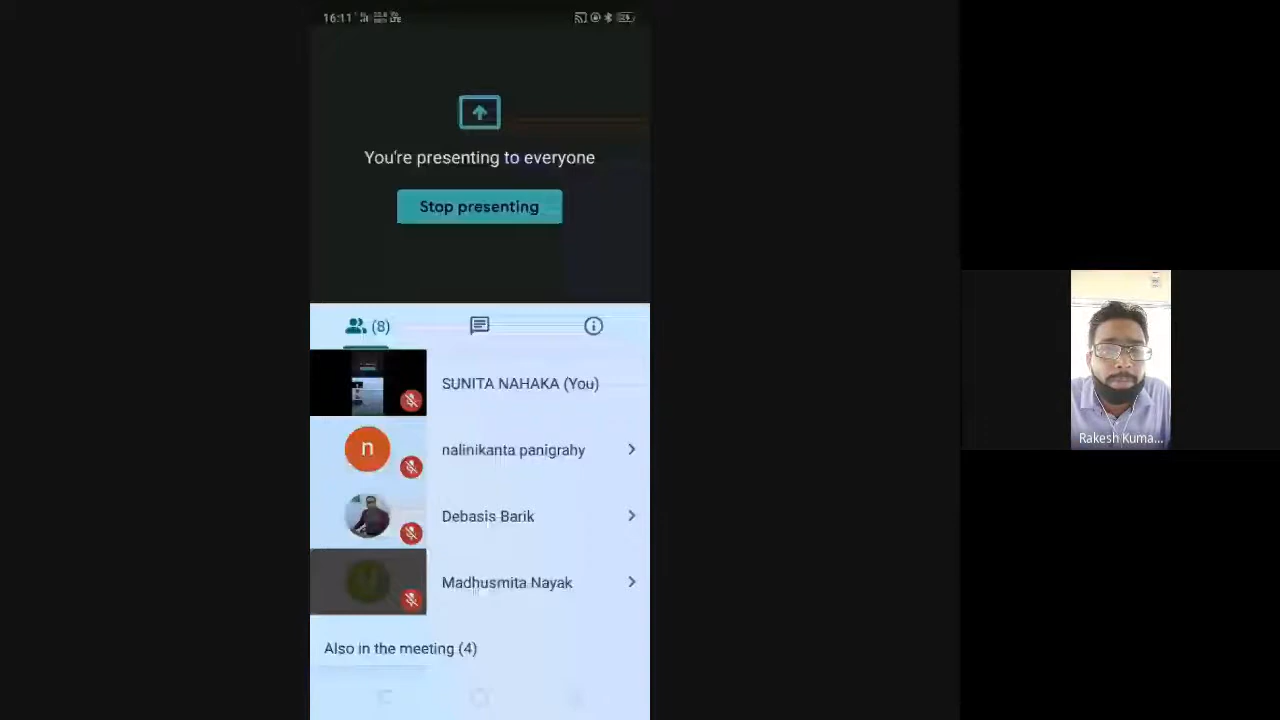 16:11
You're presenting to everyone
Stop presenting
(8)
SUNITA NAHAKA (You)
n
nalinikanta panigrahy
Debasis Barik
Madhusmita Nayak
Also in the meeting (4)
Rakesh Kuma...